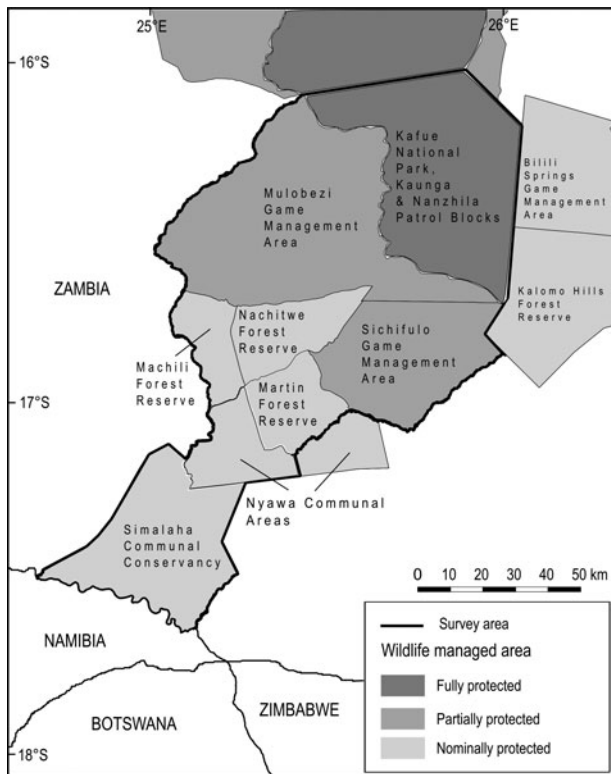 25°E
26°E
16°S
Kafue
National
Park,
Kaunga
& Nanzhila
Patrol Blocks
Bilili
Springs
Game
Management
Area
Mulobezi
Game
Management
Area
ZAMBIA
Kalomo Hills
Forest
Reserve
Nachitwe
Forest
Reserve
Sichifulo
Game
Management
Area
Machili
Forest
Reserve
Martin
Forest
Reserve
17°S
Nyawa Communal
Areas
Simalaha
Communal
Conservancy
0 10 20 30 40 50 km
NAMIBIA
BOTSWANA
ZIMBABWE
18°S
Survey area
Wildlife managed area
Fully protected
Partially protected
Nominally protected